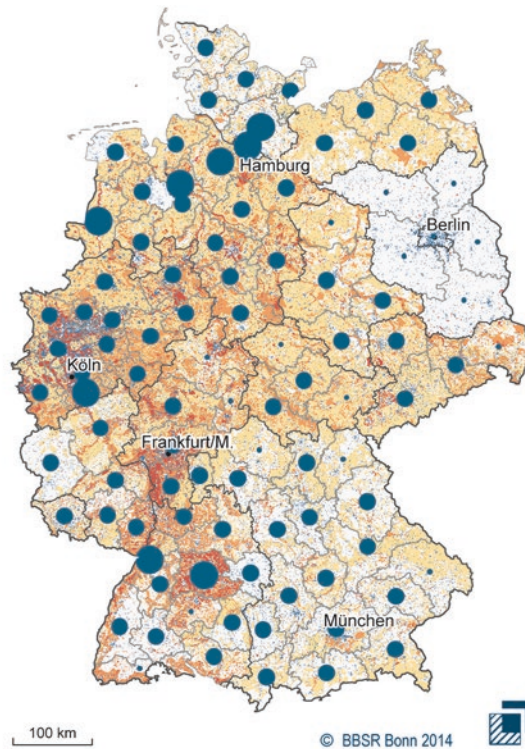 Hamburg
Berlin
Köln
Frankfurt/M.
München
100 km
© BBSR Bonn 2014